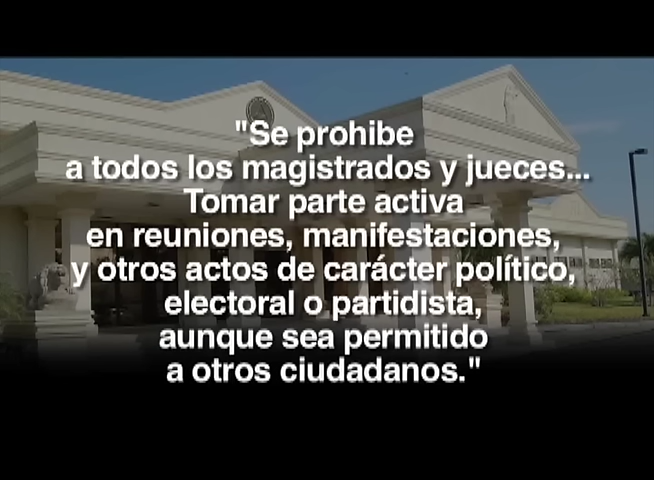 "Se prohibe
a todos los magistrados y jueces...
Tomar parte activa
en reuniones, manifestaciones,
y otros actos de carácter político,
electoral o partidista,
aunque sea permitido
a otros ciudadanos."